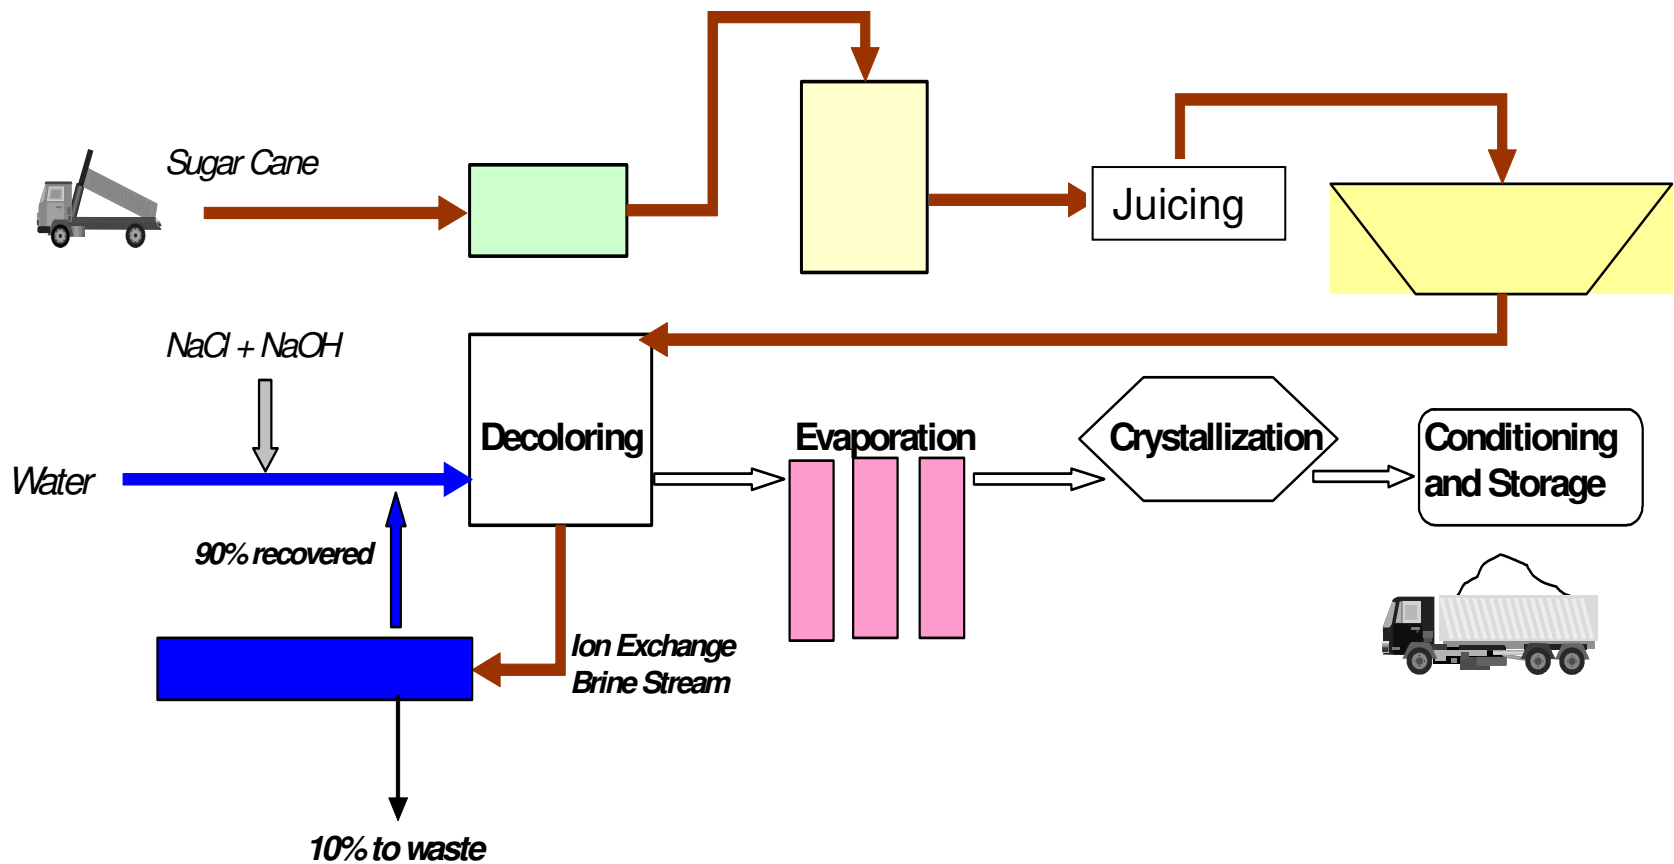 Sugar Cane
Juicing
NaCl + NaOH
Decoloring
Evaporation
Crystallization
Conditioning
and Storage
Water
90% recovered
Ion Exchange
Brine Stream
10% to waste